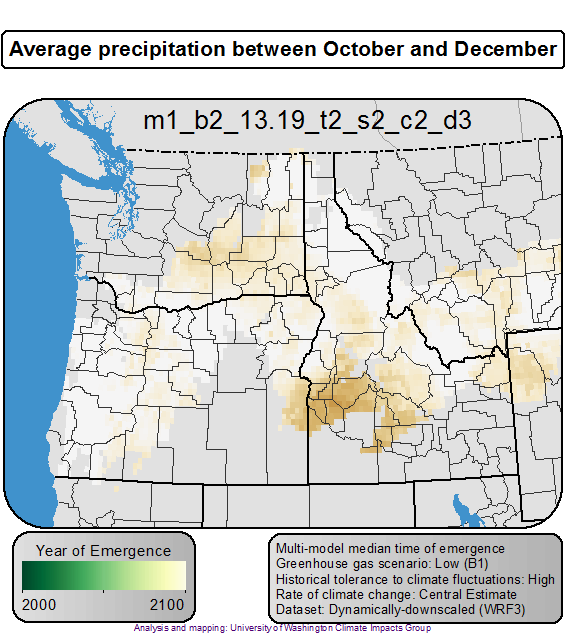 Average precipitation between October and December
m1_b2_13.19_t2_s2_c2_d3
Year of Emergence
2000 2100
Multi-model median time of emergence
Greenhouse gas scenario: Low (B1)
Historical tolerance to climate fluctuations: High
Rate of climate change: Central Estimate
Dataset: Dynamically-downscaled (WRF3)
Analysis and mapping: University of Washington Climate Impacts Group